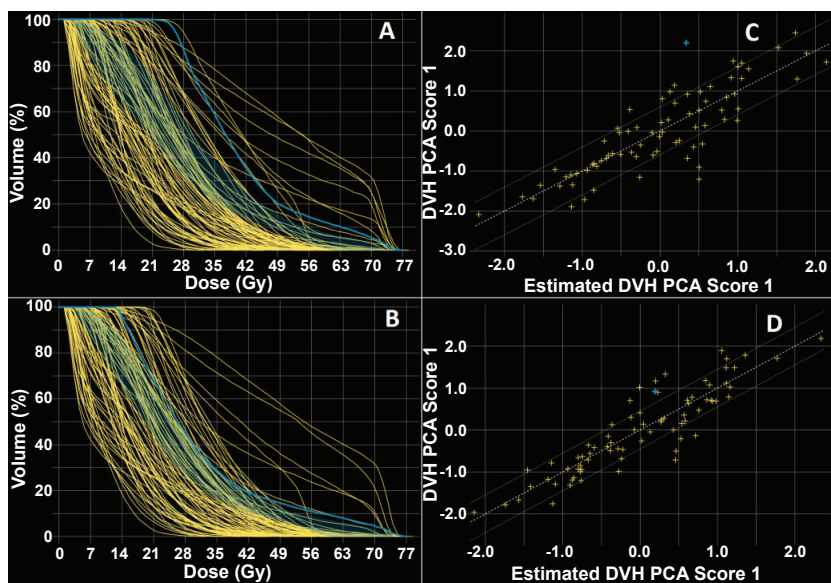 A
100
80
60
40
20
0
Volume (%)
0 7 14 21 28 35 42 49 56 63 70 77
Dose (Gy)
C
2.0
1.0
0.0
-1.0
-2.0
-3.0
DVH PCA Score 1
-2.0 -1.0 0.0 1.0 2.0
Estimated DVH PCA Score 1
B
100
80
60
40
20
0
Volume (%)
0 7 14 21 28 35 42 49 56 63 70 77
Dose (Gy)
D
2.0
1.0
0.0
-1.0
-2.0
DVH PCA Score 1
-2.0 -1.0 0.0 1.0 2.0
Estimated DVH PCA Score 1